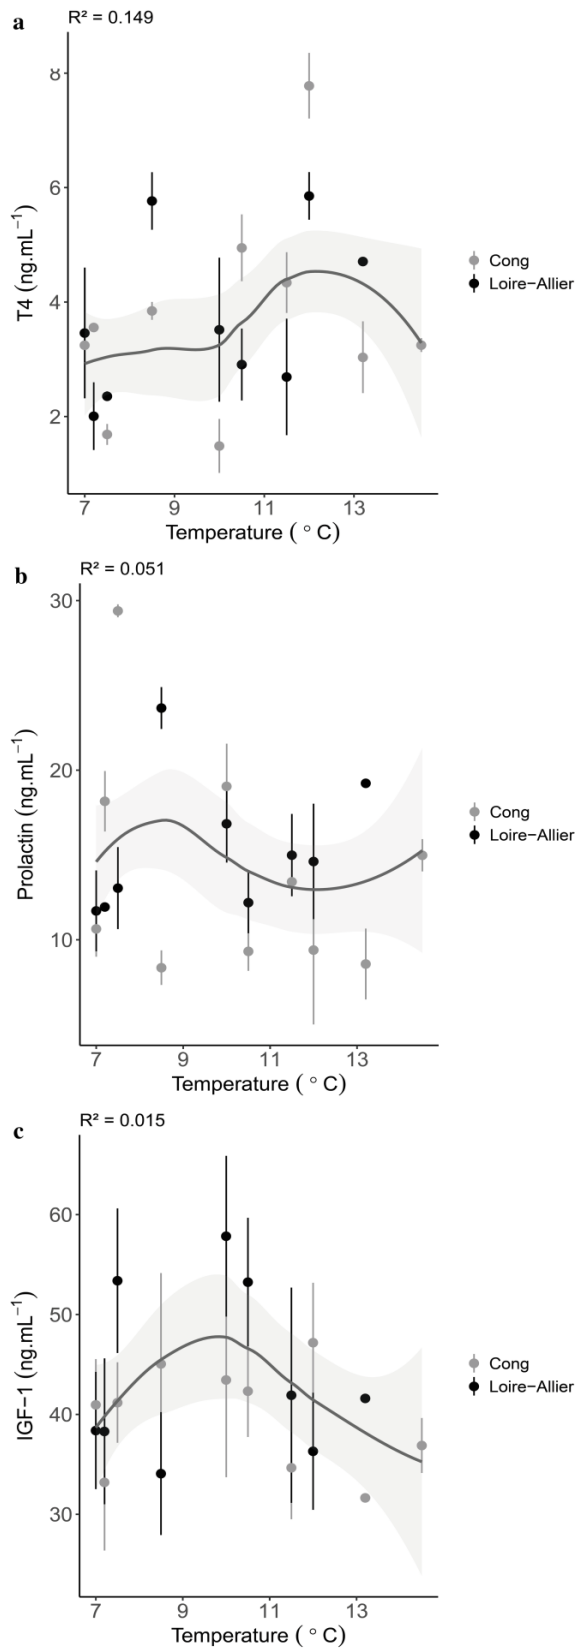 a
R² = 0.149
T4 (ng.mL⁻¹)
8
6
4
2
7 9 11 13
Temperature ( ° C)
Cong
Loire−Allier
b
R² = 0.051
Prolactin (ng.mL⁻¹)
30
20
10
7 9 11 13
Temperature ( ° C)
Cong
Loire−Allier
c
R² = 0.015
IGF−1 (ng.mL⁻¹)
60
50
40
30
7 9 11 13
Temperature ( ° C)
Cong
Loire−Allier